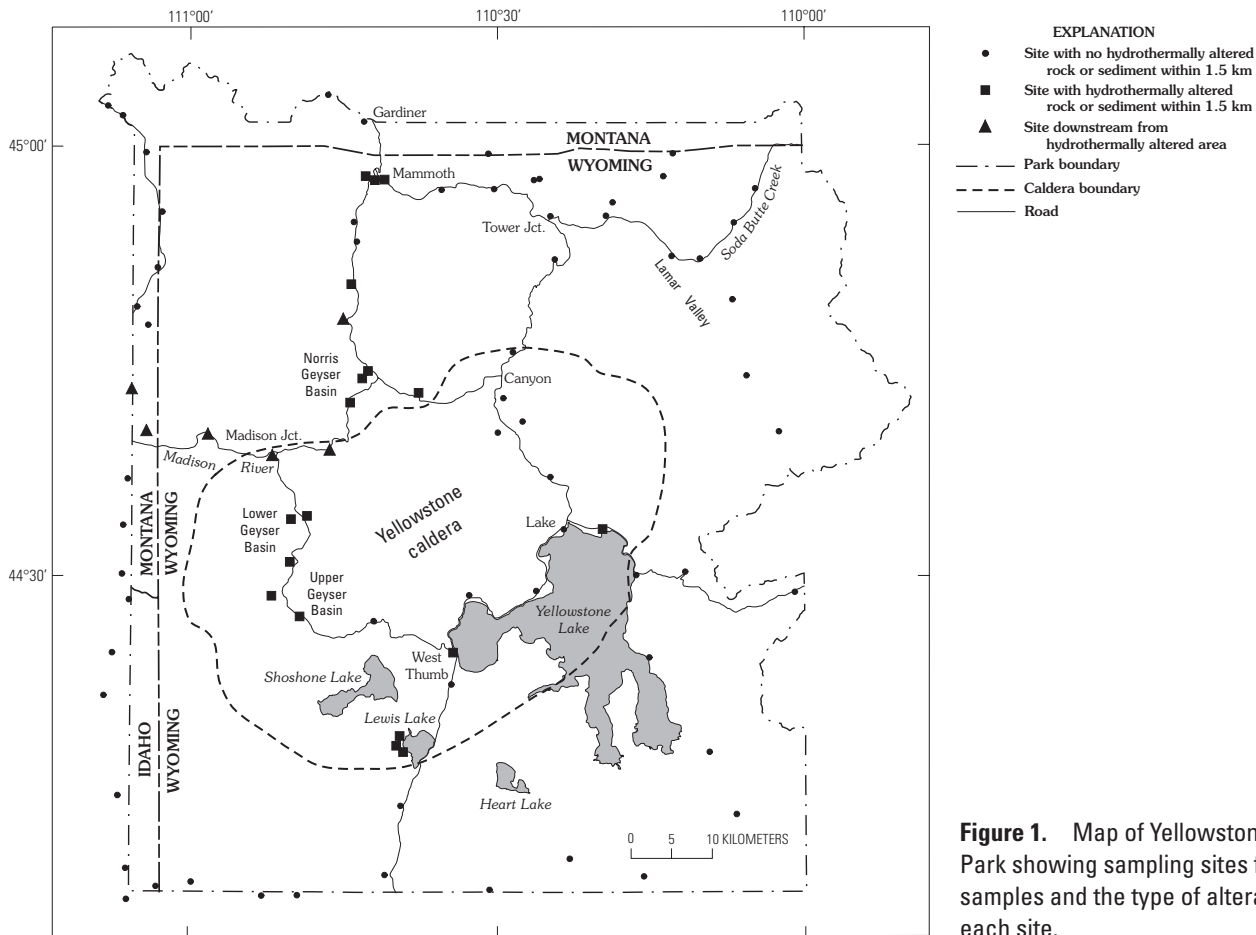 111°00'
110°30'
110°00'
45°00'
44°30'
Gardiner
MONTANA
WYOMING
Mammoth
Tower Jct.
Soda Butte Creek
Lamar Valley
Norris
Geyser
Basin
Canyon
Madison Jct.
Madison
River
MONTANA
WYOMING
Lower
Geyser
Basin
Yellowstone
caldera
Lake
Upper
Geyser
Basin
Yellowstone
Lake
West
Thumb
Shoshone Lake
Lewis Lake
IDAHO
WYOMING
Heart Lake
0 5 10 KILOMETERS
EXPLANATION
Site with no hydrothermally altered
rock or sediment within 1.5 km
Site with hydrothermally altered
rock or sediment within 1.5 km
Site downstream from
hydrothermally altered area
Park boundary
Caldera boundary
Road
Figure 1. Map of Yellowston
Park showing sampling sites f
samples and the type of altera
each site.